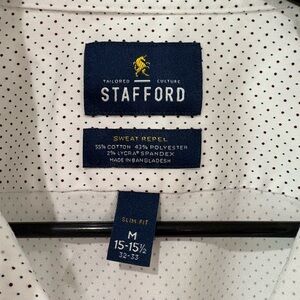 TAILORED CULTURE
STAFFORD
SWEAT REPEL
55% COTTON 43% POLYESTER
2% LYCRA® SPANDEX
MADE IN BANGLADESH
SLIM FIT
M
15-15½
32-33